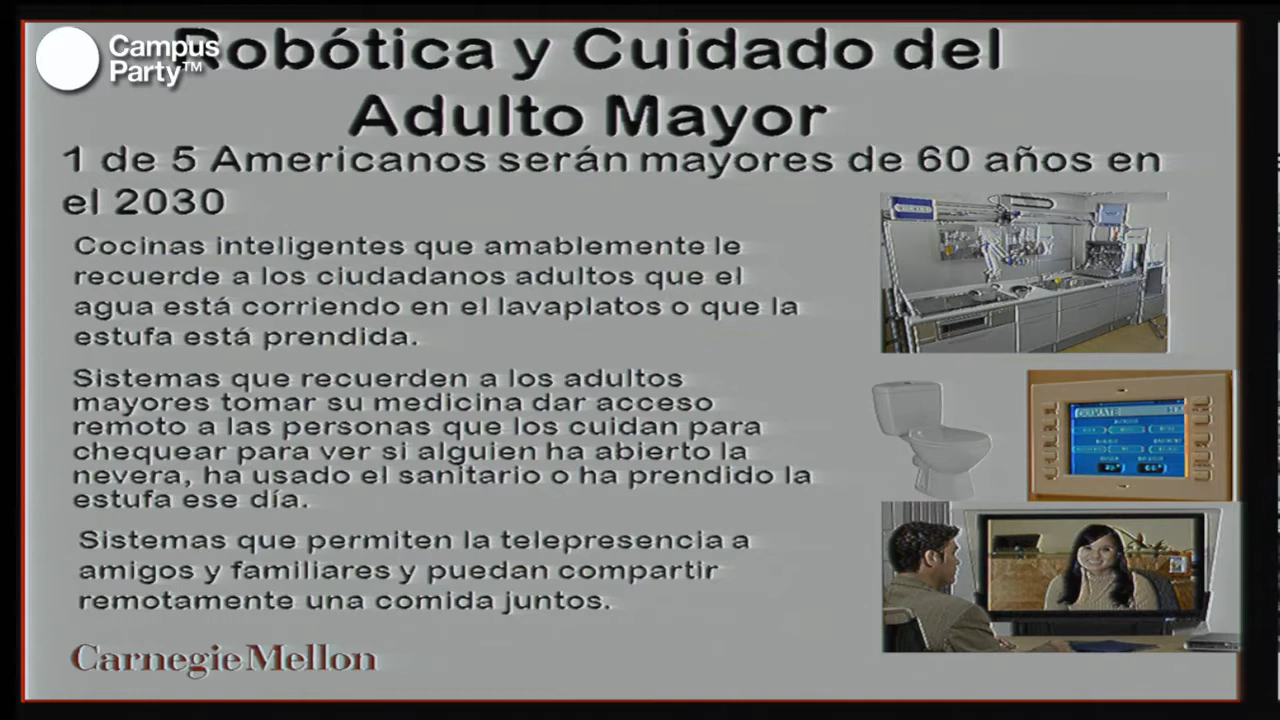 Campus
Party™
Robótica y Cuidado del
Adulto Mayor
1 de 5 Americanos serán mayores de 60 años en
el 2030
Cocinas inteligentes que amablemente le
recuerde a los ciudadanos adultos que el
agua está corriendo en el lavaplatos o que la
estufa está prendida.
Sistemas que recuerden a los adultos
mayores tomar su medicina dar acceso
remoto a las personas que los cuidan para
chequear para ver si alguien ha abierto la
nevera, ha usado el sanitario o ha prendido la
estufa ese día.
CLIMATE
Sistemas que permiten la telepresencia a
amigos y familiares y puedan compartir
remotamente una comida juntos.
Carnegie Mellon